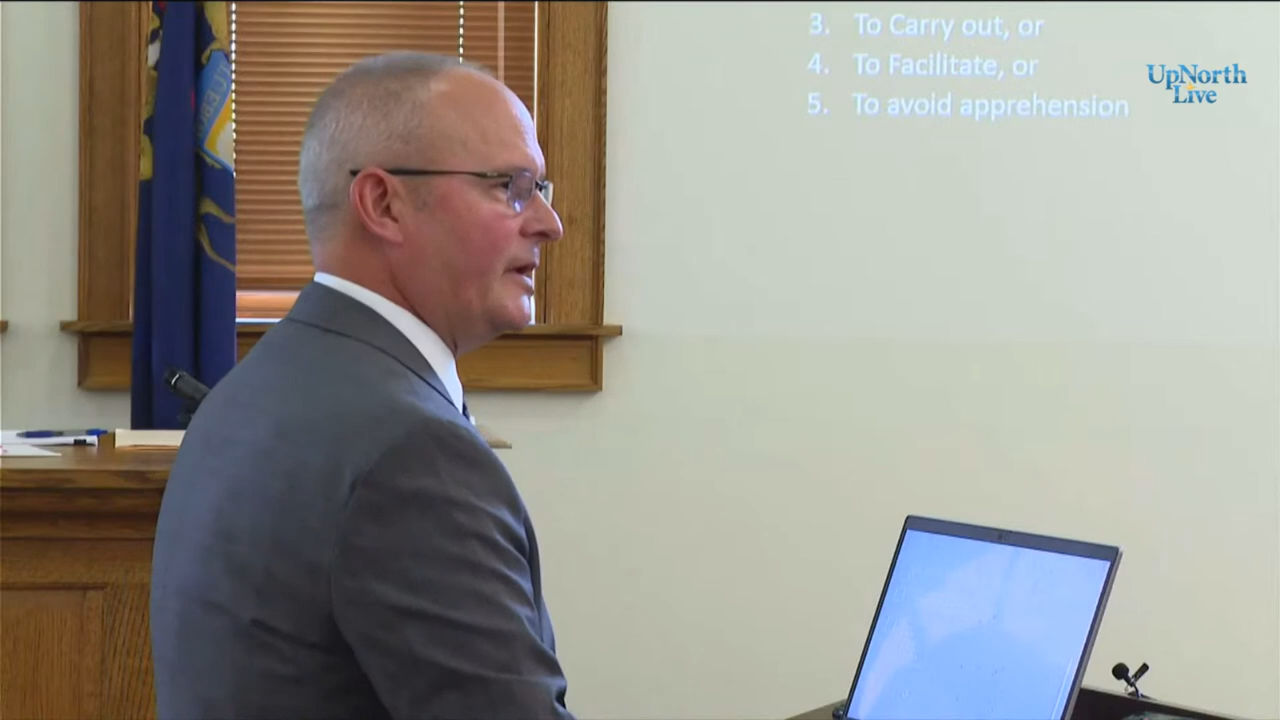 3. To Carry out, or
4. To Facilitate, or
5. To avoid apprehension
UpNorth
Live